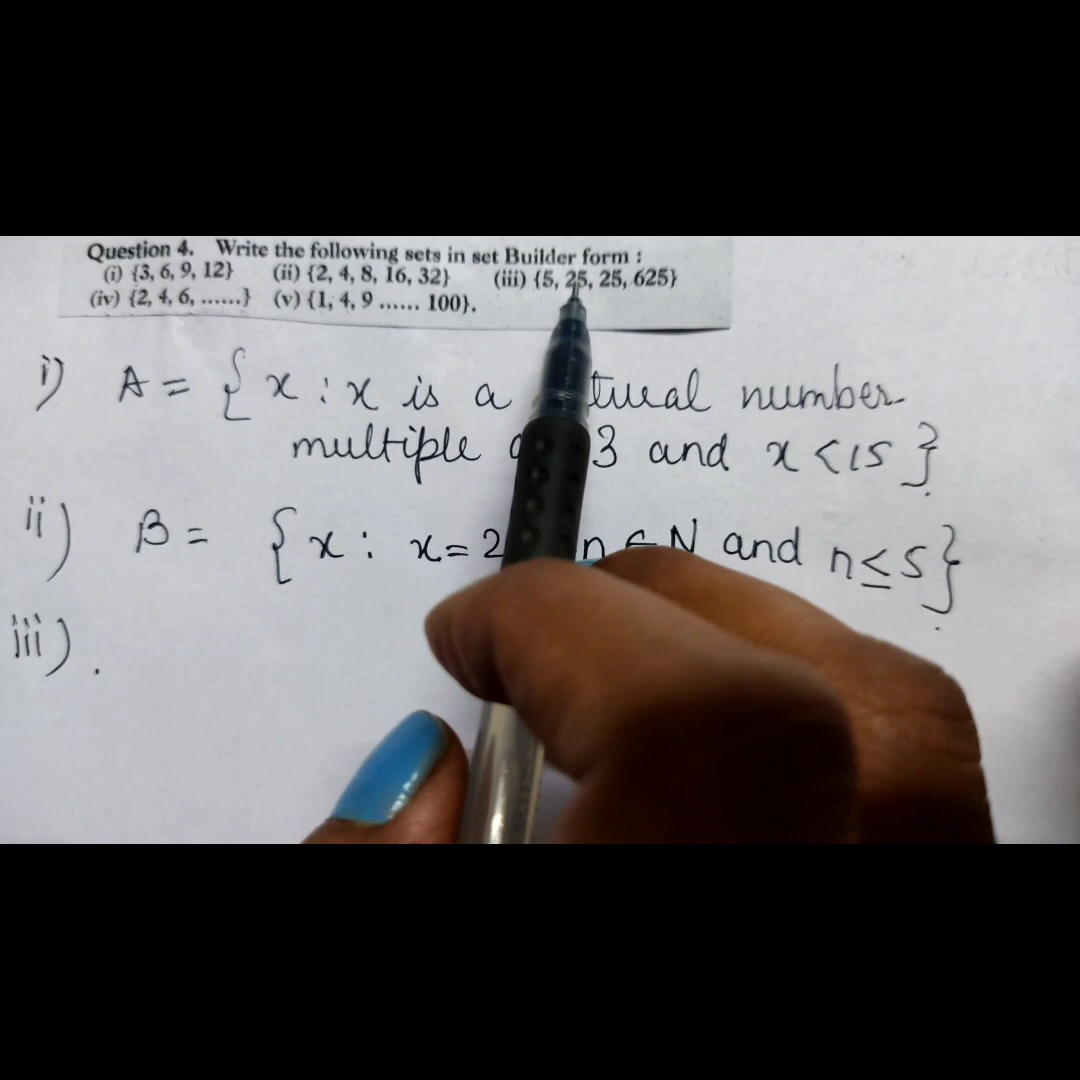 Question 4. Write the following sets in set Builder form :
(i) {3, 6, 9, 12} (ii) {2, 4, 8, 16, 32} (iii) {5, 25, 25, 625}
(iv) {2, 4, 6, ......} (v) {1, 4, 9 ...... 100}.
i) A = { x : x is a number
multiple 3 and x < 15 }.
ii) B = { x : x = 2 n ∈ N and n ≤ 5 }.
iii).